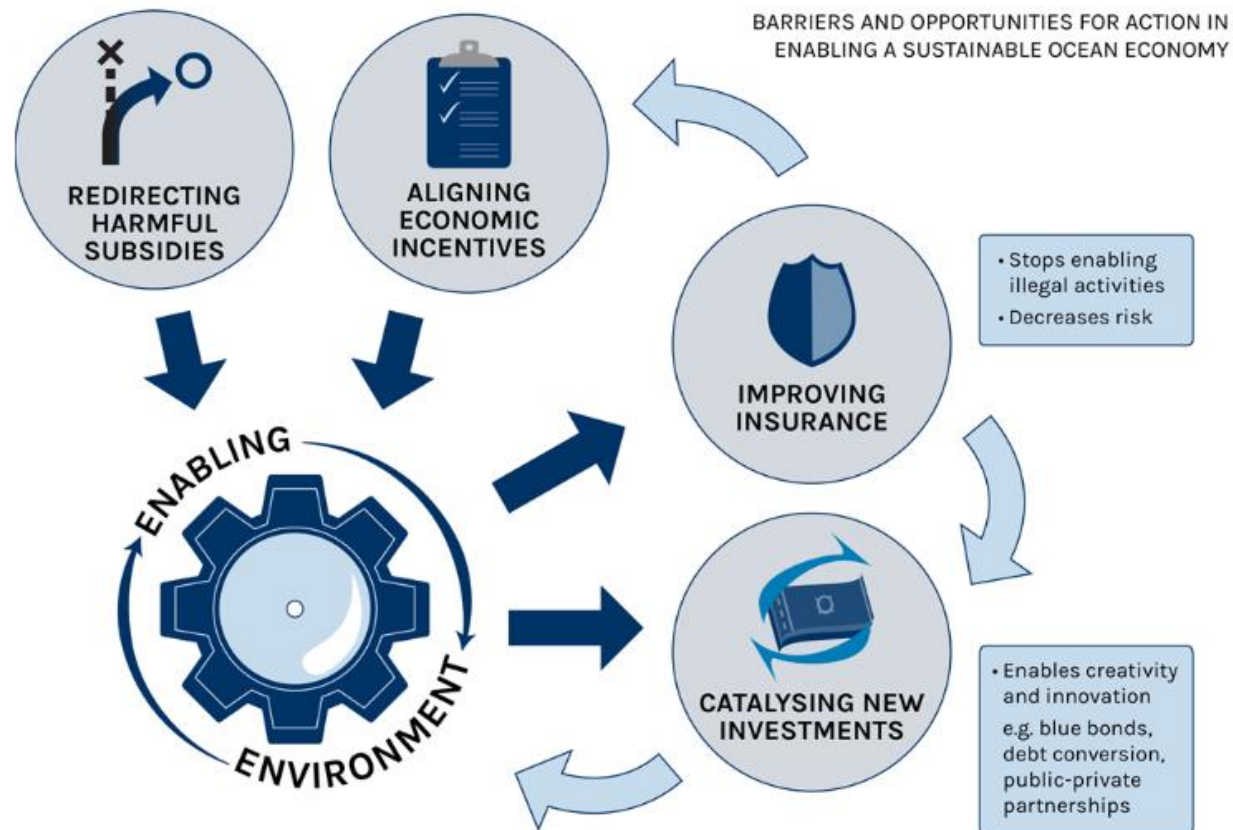 BARRIERS AND OPPORTUNITIES FOR ACTION IN
ENABLING A SUSTAINABLE OCEAN ECONOMY
REDIRECTING
HARMFUL
SUBSIDIES
ALIGNING
ECONOMIC
INCENTIVES
IMPROVING
INSURANCE
• Stops enabling
illegal activities
• Decreases risk
ENABLING
ENVIRONMENT
CATALYSING NEW
INVESTMENTS
• Enables creativity
and innovation
e.g. blue bonds,
debt conversion,
public-private
partnerships